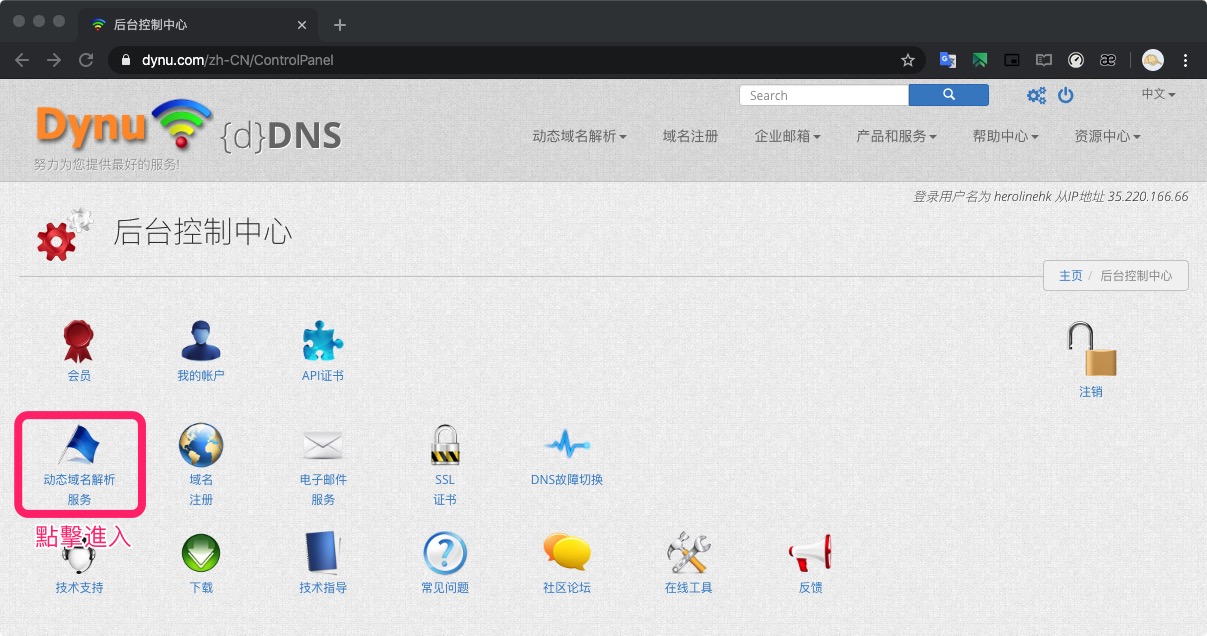 后台控制中心
dynu.com/zh-CN/ControlPanel
Search
中文
Dynu {d}DNS
努力为您提供最好的服务!
动态域名解析 域名注册 企业邮箱 产品和服务 帮助中心 资源中心
登录用户名为 herolinehk 从IP地址 35.220.166.66
后台控制中心
主页 / 后台控制中心
会员 我的帐户 API证书
注销
动态域名解析 域名 电子邮件 SSL DNS故障切换
服务 注册 服务 证书
點擊進入
技术支持 下载 技术指导 常见问题 社区论坛 在线工具 反馈